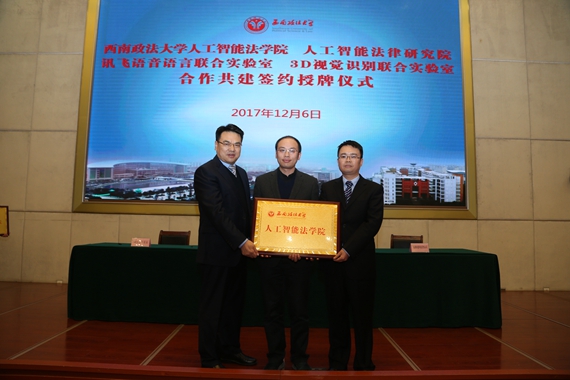 西南政法大学
西南政法大学人工智能法学院 人工智能法律研究院
讯飞语音语言联合实验室 3D视觉识别联合实验室
合作共建签约授牌仪式
2017年12月6日
西南政法大学
人工智能法学院